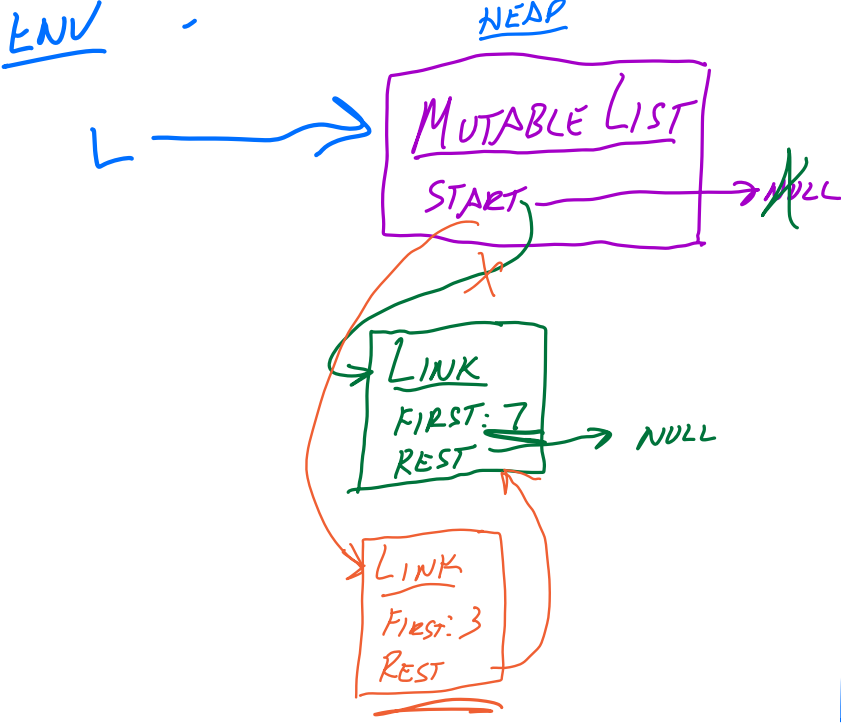 ENV
HEAP
L
MUTABLE LIST
START
NULL
LINK
FIRST: 7
REST
NULL
LINK
FIRST: 3
REST